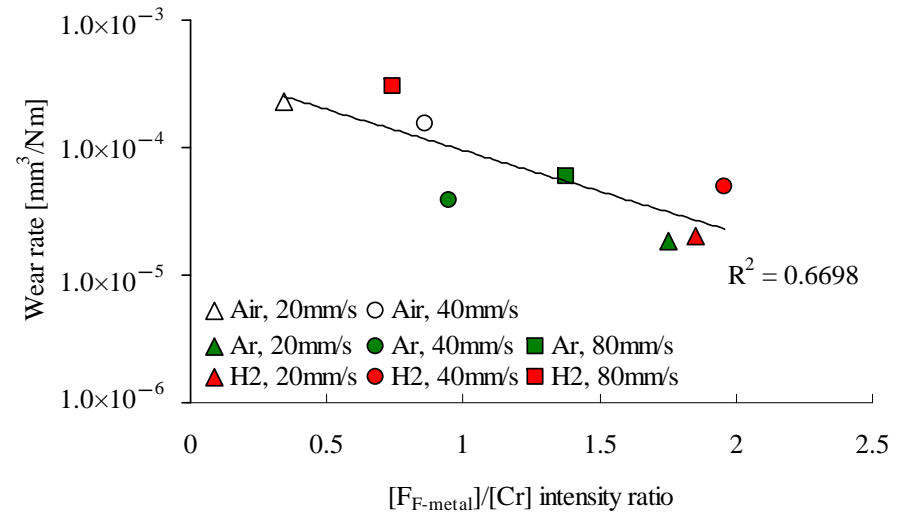 1.0×10⁻³
1.0×10⁻⁴
1.0×10⁻⁵
1.0×10⁻⁶
Wear rate [mm³/Nm]
R² = 0.6698
Air, 20mm/s Air, 40mm/s
Ar, 20mm/s Ar, 40mm/s Ar, 80mm/s
H2, 20mm/s H2, 40mm/s H2, 80mm/s
0 0.5 1 1.5 2 2.5
[F_F-metal]/[Cr] intensity ratio